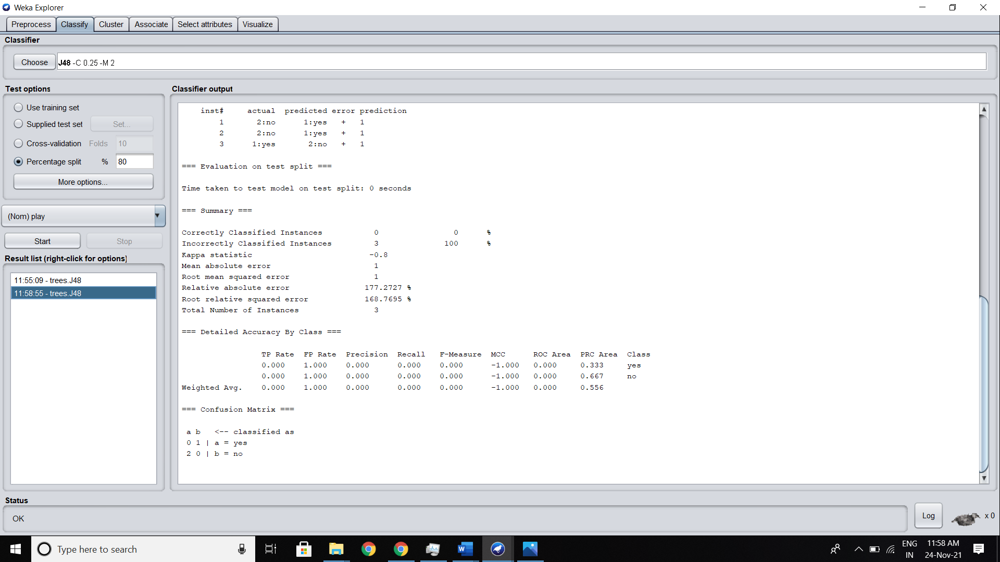 Weka Explorer
Preprocess Classify Cluster Associate Select attributes Visualize
Classifier
Choose J48 -C 0.25 -M 2
Test options
Use training set
Supplied test set Set...
Cross-validation Folds 10
Percentage split % 80
More options...
(Nom) play
Start Stop
Result list (right-click for options)
11:55:09 - trees.J48
11:58:55 - trees.J48
Classifier output
inst# actual predicted error prediction
1 2:no 1:yes + 1
2 2:no 1:yes + 1
3 1:yes 2:no + 1
=== Evaluation on test split ===
Time taken to test model on test split: 0 seconds
=== Summary ===
Correctly Classified Instances 0 0 %
Incorrectly Classified Instances 3 100 %
Kappa statistic -0.8
Mean absolute error 1
Root mean squared error 1
Relative absolute error 177.2727 %
Root relative squared error 168.7695 %
Total Number of Instances 3
=== Detailed Accuracy By Class ===
TP Rate FP Rate Precision Recall F-Measure MCC ROC Area PRC Area Class
0.000 1.000 0.000 0.000 0.000 -1.000 0.000 0.333 yes
0.000 1.000 0.000 0.000 0.000 -1.000 0.000 0.667 no
Weighted Avg. 0.000 1.000 0.000 0.000 0.000 -1.000 0.000 0.556
=== Confusion Matrix ===
a b <-- classified as
0 1 | a = yes
2 0 | b = no
Status
OK
Log x 0
Type here to search
W
ENG
IN
11:58 AM
24-Nov-21